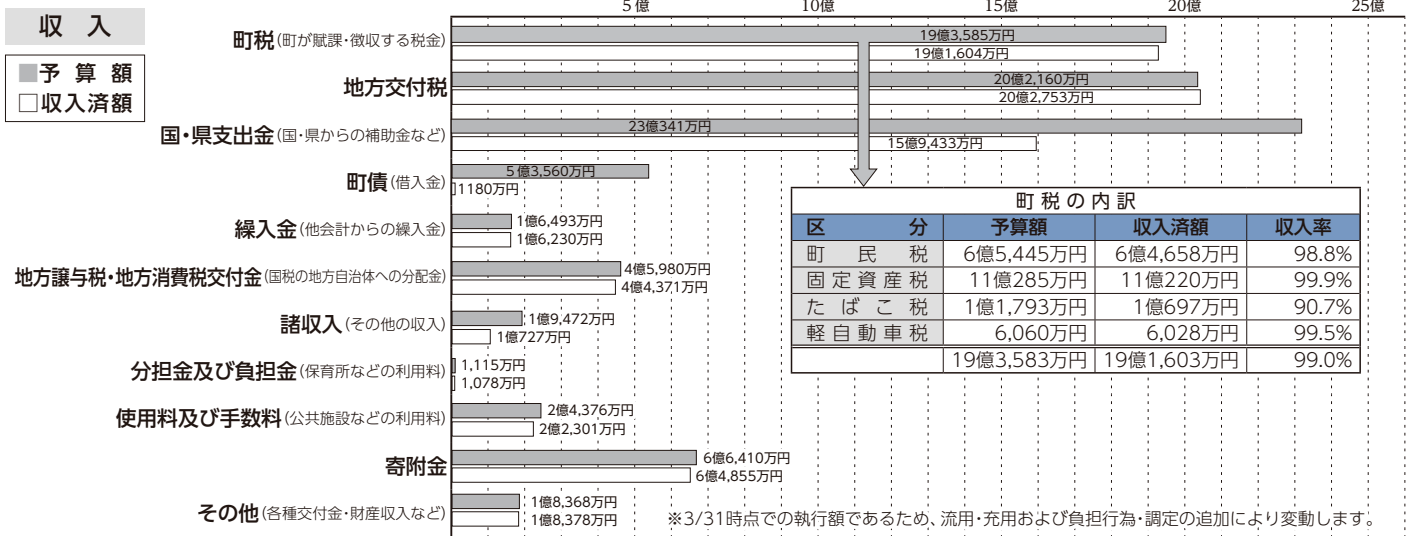 5億 10億 15億 20億 25億
収 入
■予 算 額
□収入済額
町税(町が賦課・徴収する税金)
19億3,585万円
19億1,604万円
地方交付税
20億2,160万円
20億2,753万円
国・県支出金(国・県からの補助金など)
23億341万円
15億9,433万円
町債(借入金)
5億3,560万円
1180万円
繰入金(他会計からの繰入金)
1億6,493万円
1億6,230万円
地方譲与税・地方消費税交付金(国税の地方自治体への分配金)
4億5,980万円
4億4,371万円
諸収入(その他の収入)
1億9,472万円
1億727万円
分担金及び負担金(保育所などの利用料)
1,115万円
1,078万円
使用料及び手数料(公共施設などの利用料)
2億4,376万円
2億2,301万円
寄附金
6億6,410万円
6億4,855万円
その他(各種交付金・財産収入など)
1億8,368万円
1億8,378万円
町税の内訳
区 分 予算額 収入済額 収入率
町 民 税 6億5,445万円 6億4,658万円 98.8%
固定資産税 11億285万円 11億220万円 99.9%
たばこ税 1億1,793万円 1億697万円 90.7%
軽自動車税 6,060万円 6,028万円 99.5%
19億3,583万円 19億1,603万円 99.0%
※3/31時点での執行額であるため、流用・充用および負担行為・調定の追加により変動します。